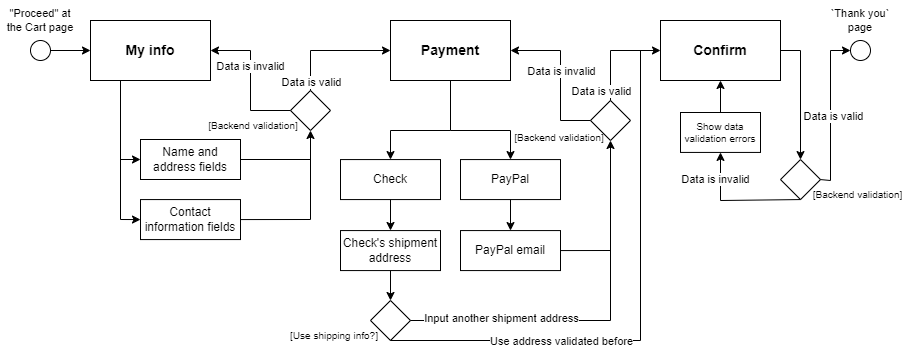 "Proceed" at
the Cart page
My info
Data is invalid
Data is valid
[Backend validation]
Name and
address fields
Contact
information fields
Payment
Data is invalid
Data is valid
[Backend validation]
Check
PayPal
Check's shipment
address
PayPal email
[Use shipping info?]
Input another shipment address
Use address validated before
Confirm
Show data
validation errors
Data is invalid
Data is valid
[Backend validation]
`Thank you`
page